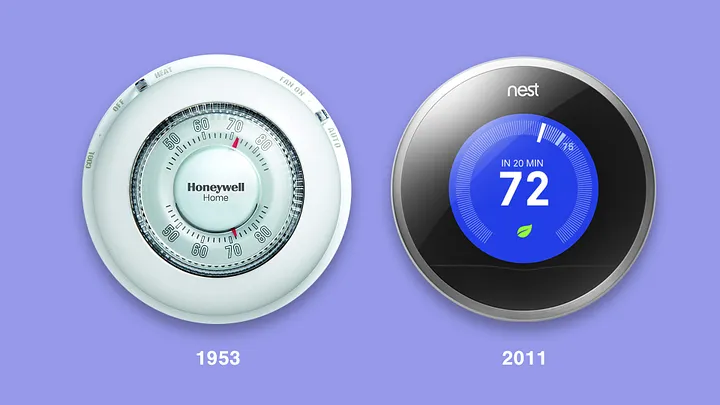 COOL
OFF
HEAT
FAN ON
AUTO
50 60 70 80
Honeywell
Home
50 60 70 80
nest
75
IN 20 MIN
72
1953
2011